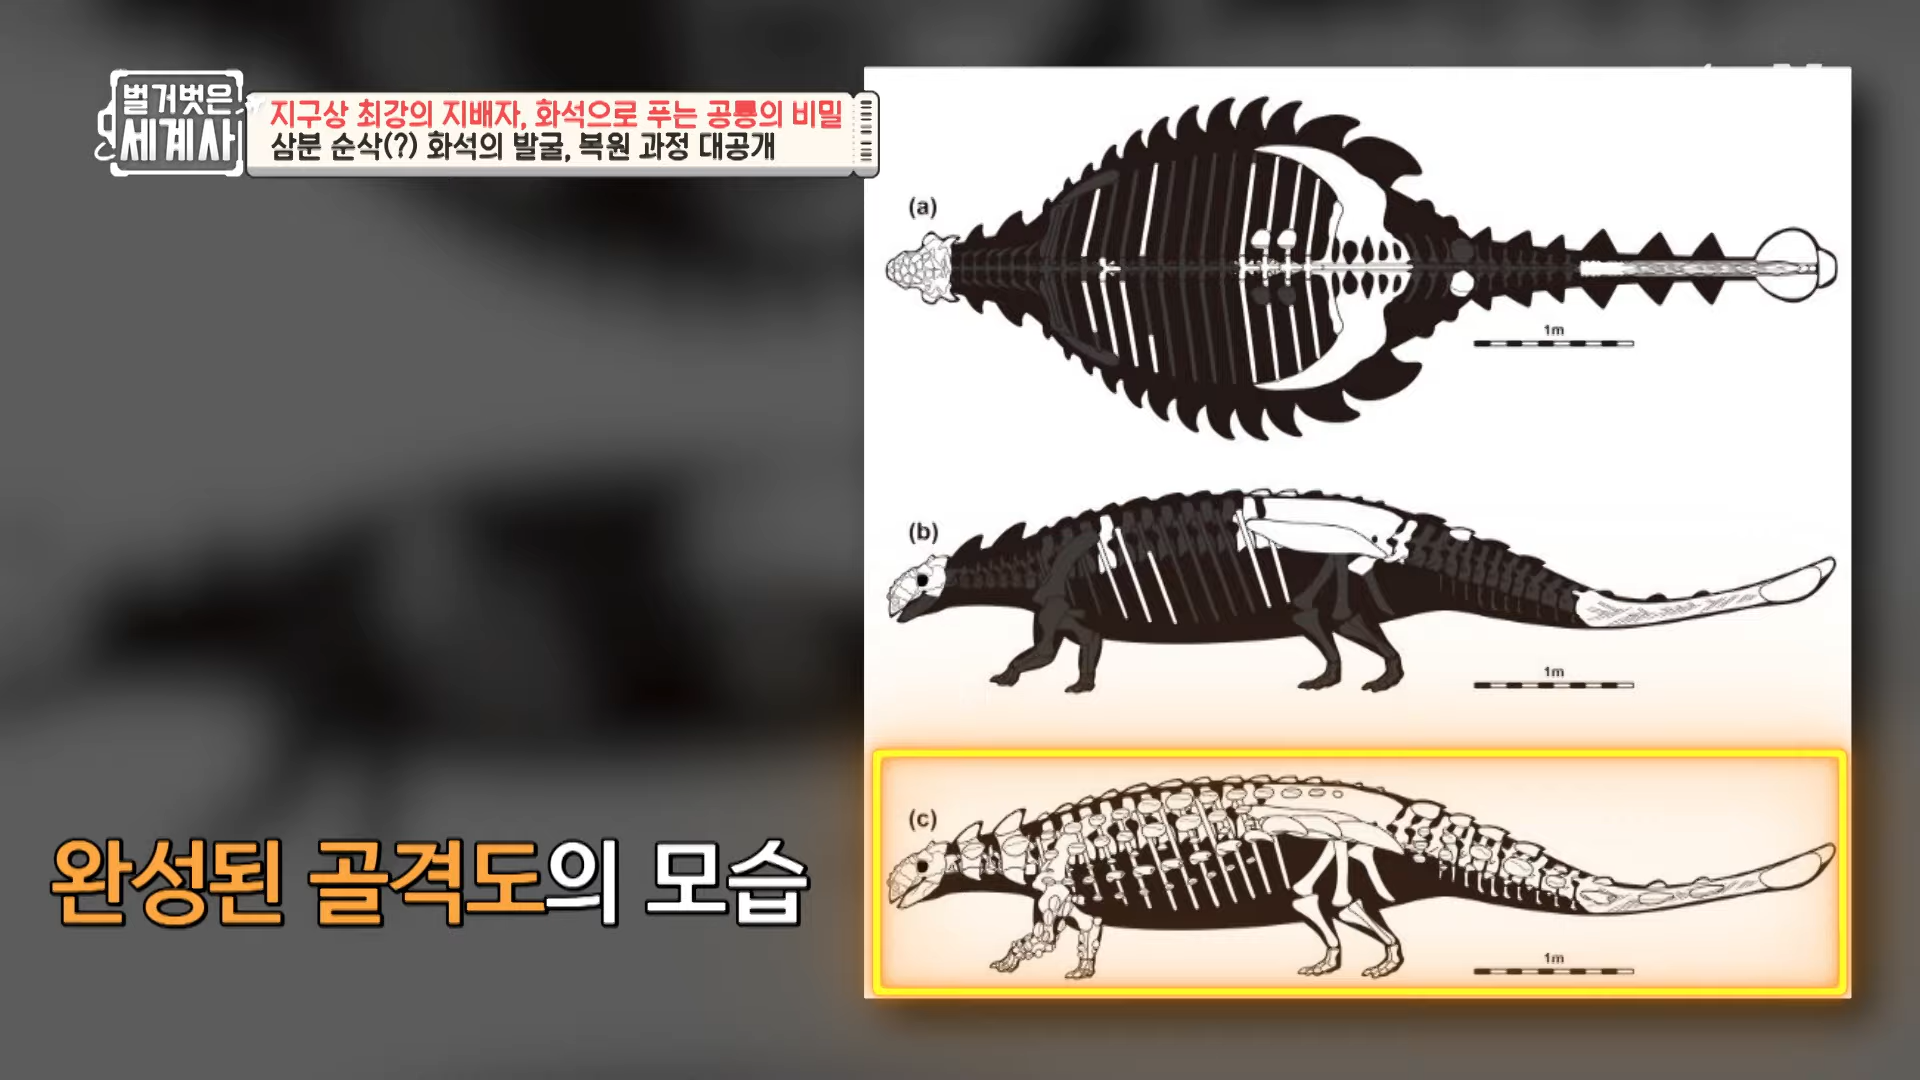 벌거벗은
세계사
지구상 최강의 지배자, 화석으로 푸는 공룡의 비밀
삼분 순삭(?) 화석의 발굴, 복원 과정 대공개
(a)
1m
(b)
1m
(c)
1m
완성된 골격도의 모습